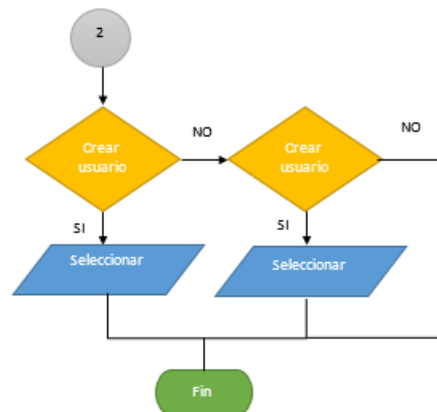 2
NO
NO
Crear
usuario
Crear
usuario
SI
SI
Seleccionar
Seleccionar
Fin